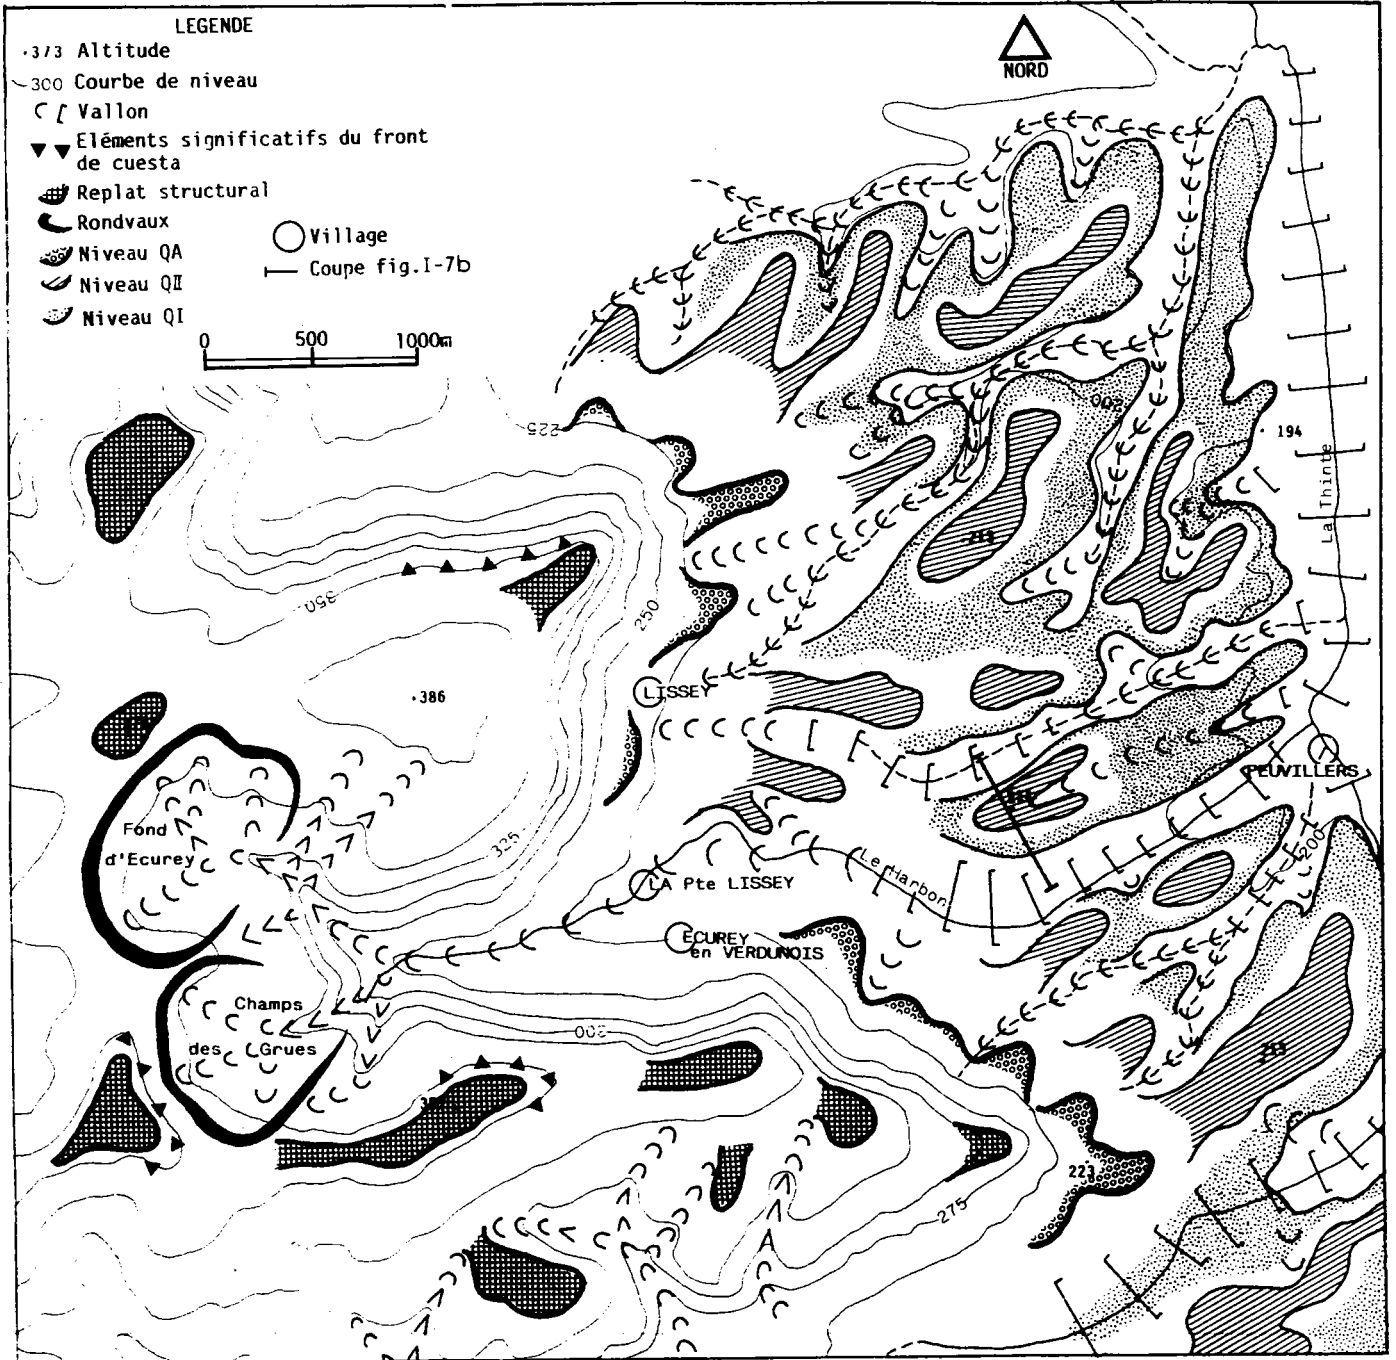 LEGENDE
·373 Altitude
300 Courbe de niveau
Vallon
Eléments significatifs du front
de cuesta
Replat structural
Rondvaux
Niveau QA
Niveau QII
Niveau QI
Village
Coupe fig.I-7b
0 500 1000m
NORD
225
200
194
La Thinte
350
250
·386
LISSEY
PEUVILLERS
325
Fond
d'Ecurey
LA Pte LISSEY
Le Harbon
200
ECUREY
en VERDUNOIS
Champs
des Grues
300
223
275